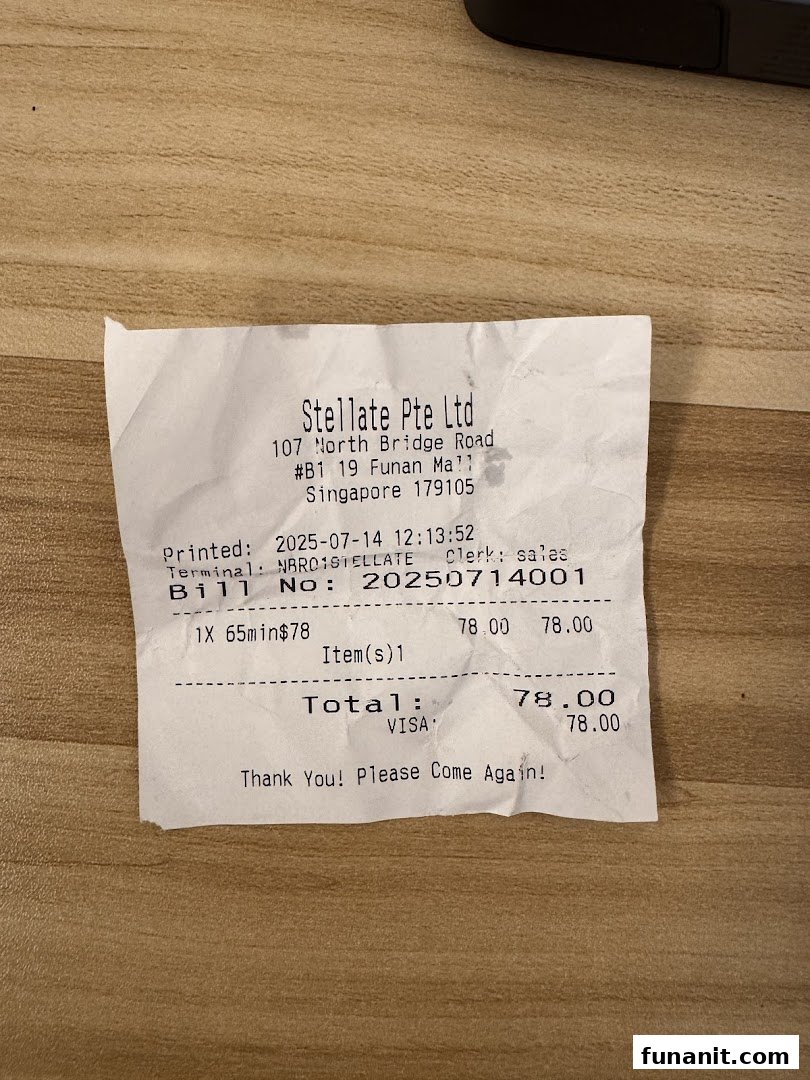 Stellate Pte Ltd
107 North Bridge Road
#B1 19 Funan Mall
Singapore 179105
Printed: 2025-07-14 12:13:52
Terminal: NBR01STELLATE Clerk: sales
Bill No: 20250714001
1X 65min$78 78.00 78.00
Item(s)1
Total: 78.00
VISA: 78.00
Thank You! Please Come Again!
funanit.com